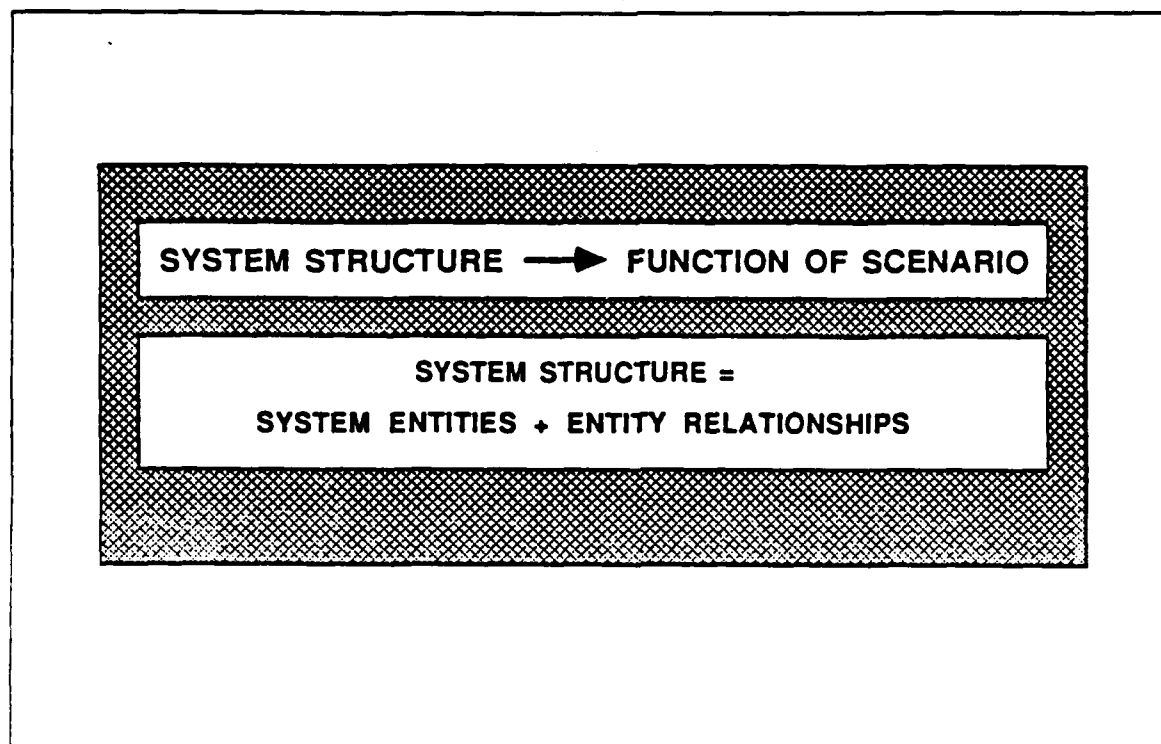 SYSTEM STRUCTURE → FUNCTION OF SCENARIO
SYSTEM STRUCTURE =
SYSTEM ENTITIES + ENTITY RELATIONSHIPS